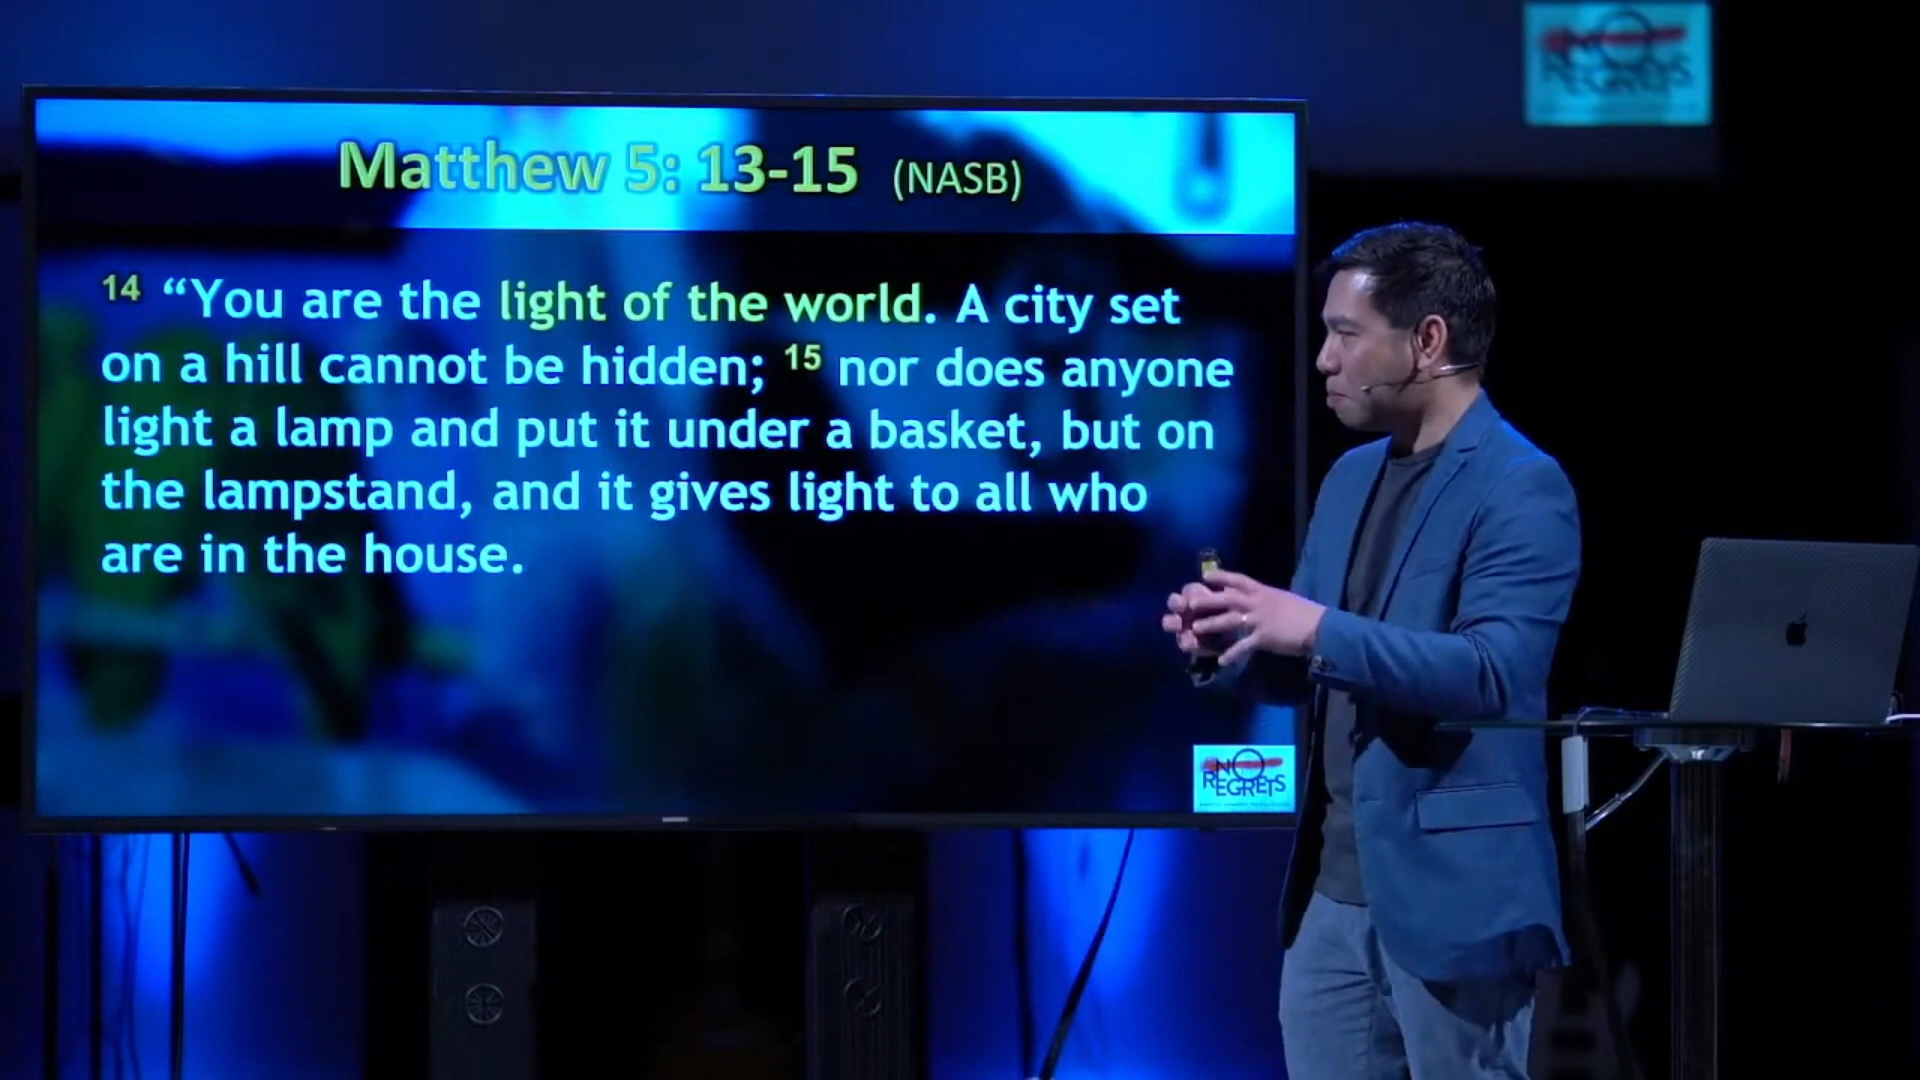 NO
REGRETS
Matthew 5: 13-15 (NASB)
14 “You are the light of the world. A city set
on a hill cannot be hidden; 15 nor does anyone
light a lamp and put it under a basket, but on
the lampstand, and it gives light to all who
are in the house.
NO
REGRETS